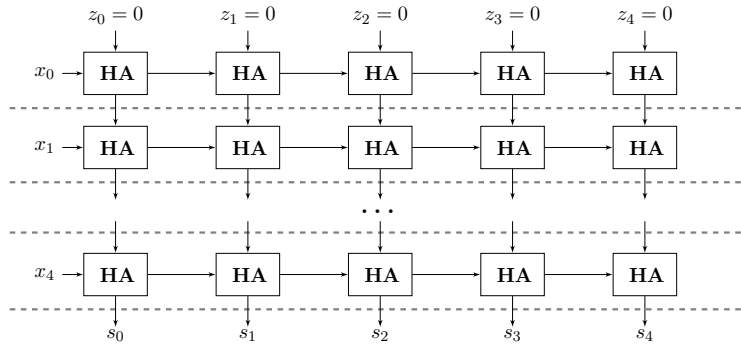 z_0 = 0 z_1 = 0 z_2 = 0 z_3 = 0 z_4 = 0
x_0 HA HA HA HA HA
x_1 HA HA HA HA HA
...
x_4 HA HA HA HA HA
s_0 s_1 s_2 s_3 s_4